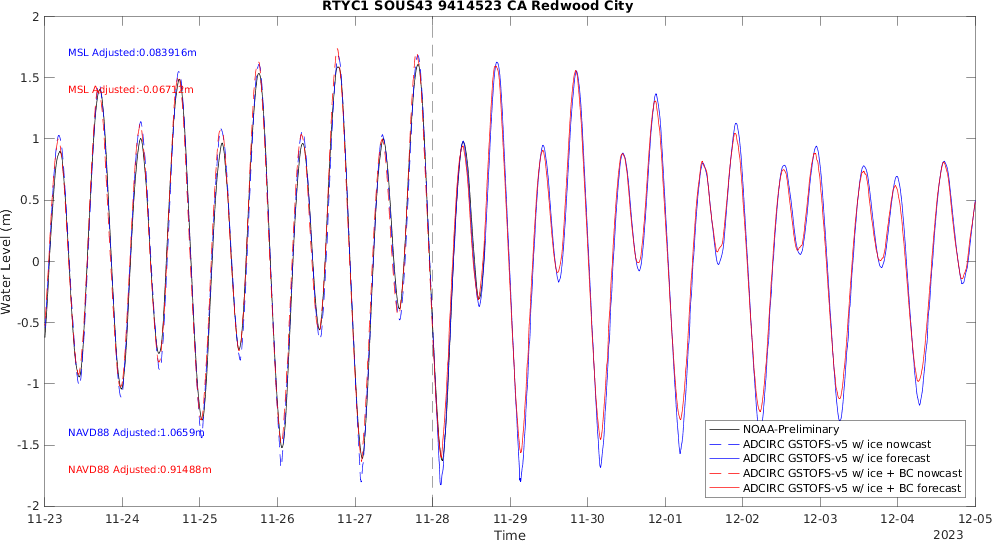 RTYC1 SOUS43 9414523 CA Redwood City
2
1.5
1
0.5
0
-0.5
-1
-1.5
-2
Water Level (m)
MSL Adjusted:0.083916m
MSL Adjusted:-0.06712m
NAVD88 Adjusted:1.0659m
NAVD88 Adjusted:0.91488m
NOAA-Preliminary
ADCIRC GSTOFS-v5 w/ ice nowcast
ADCIRC GSTOFS-v5 w/ ice forecast
ADCIRC GSTOFS-v5 w/ ice + BC nowcast
ADCIRC GSTOFS-v5 w/ ice + BC forecast
11-23 11-24 11-25 11-26 11-27 11-28 11-29 11-30 12-01 12-02 12-03 12-04 12-05
Time
2023